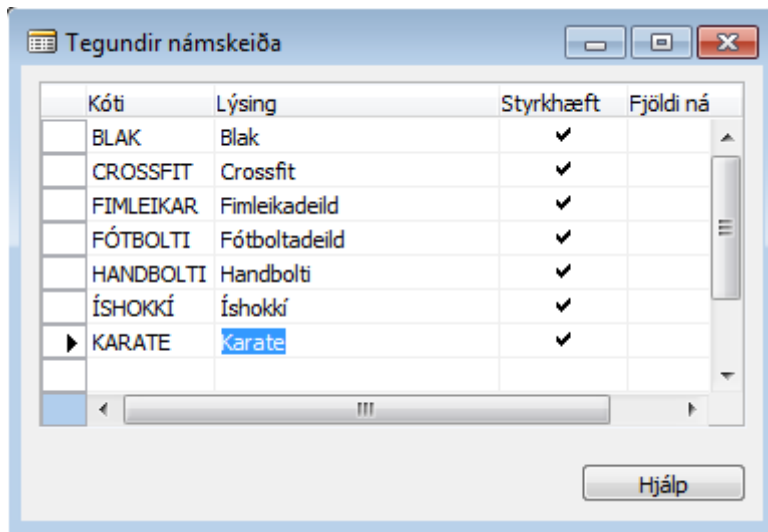 Tegundir námskeiða
Kóti Lýsing Styrkhæft Fjöldi ná
BLAK Blak
CROSSFIT Crossfit
FIMLEIKAR Fimleikadeild
FÓTBOLTI Fótboltadeild
HANDBOLTI Handbolti
ÍSHOKKÍ Íshokkí
KARATE Karate
Hjálp